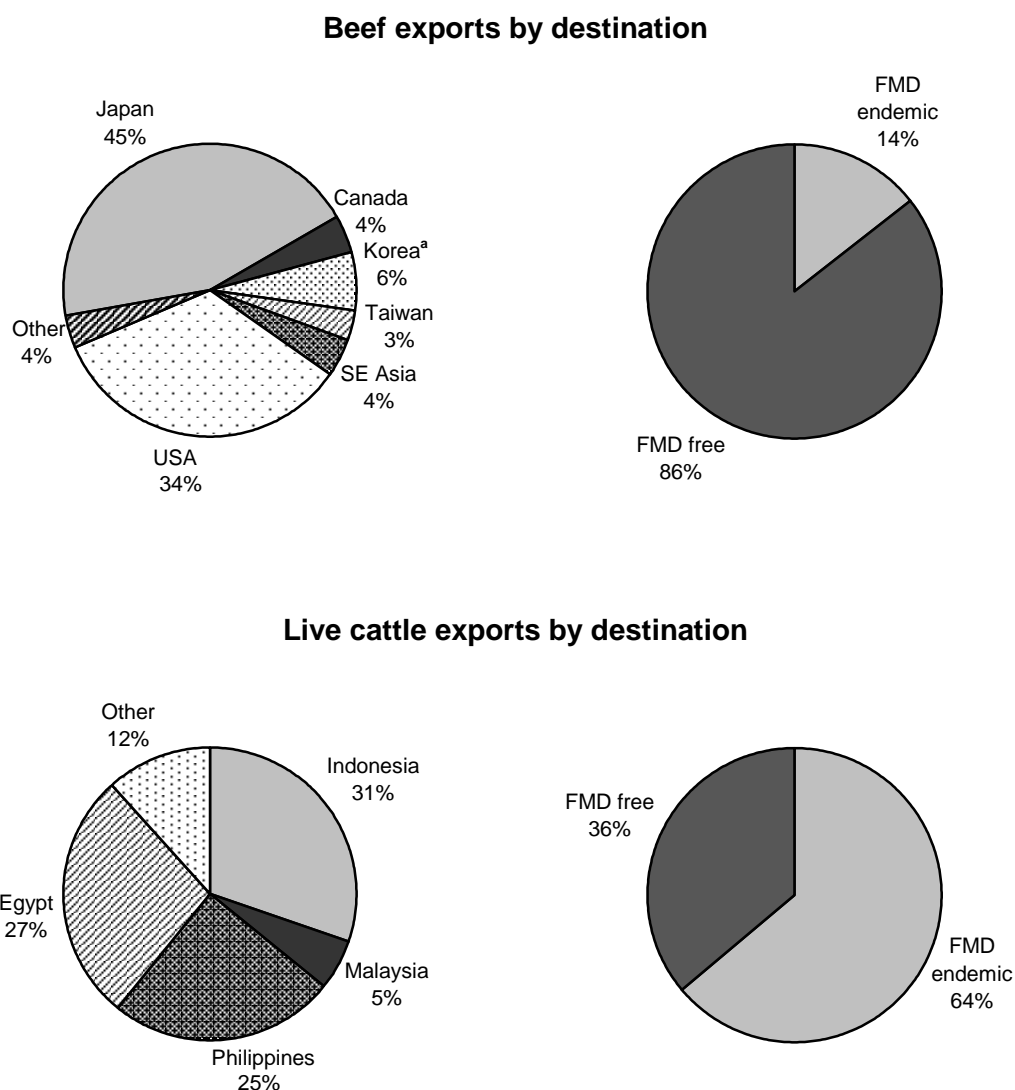 Beef exports by destination
Japan
45%
Canada
4%
Koreaᵃ
6%
Taiwan
3%
SE Asia
4%
USA
34%
Other
4%
FMD
endemic
14%
FMD free
86%
Live cattle exports by destination
Other
12%
Indonesia
31%
Malaysia
5%
Philippines
25%
Egypt
27%
FMD free
36%
FMD
endemic
64%